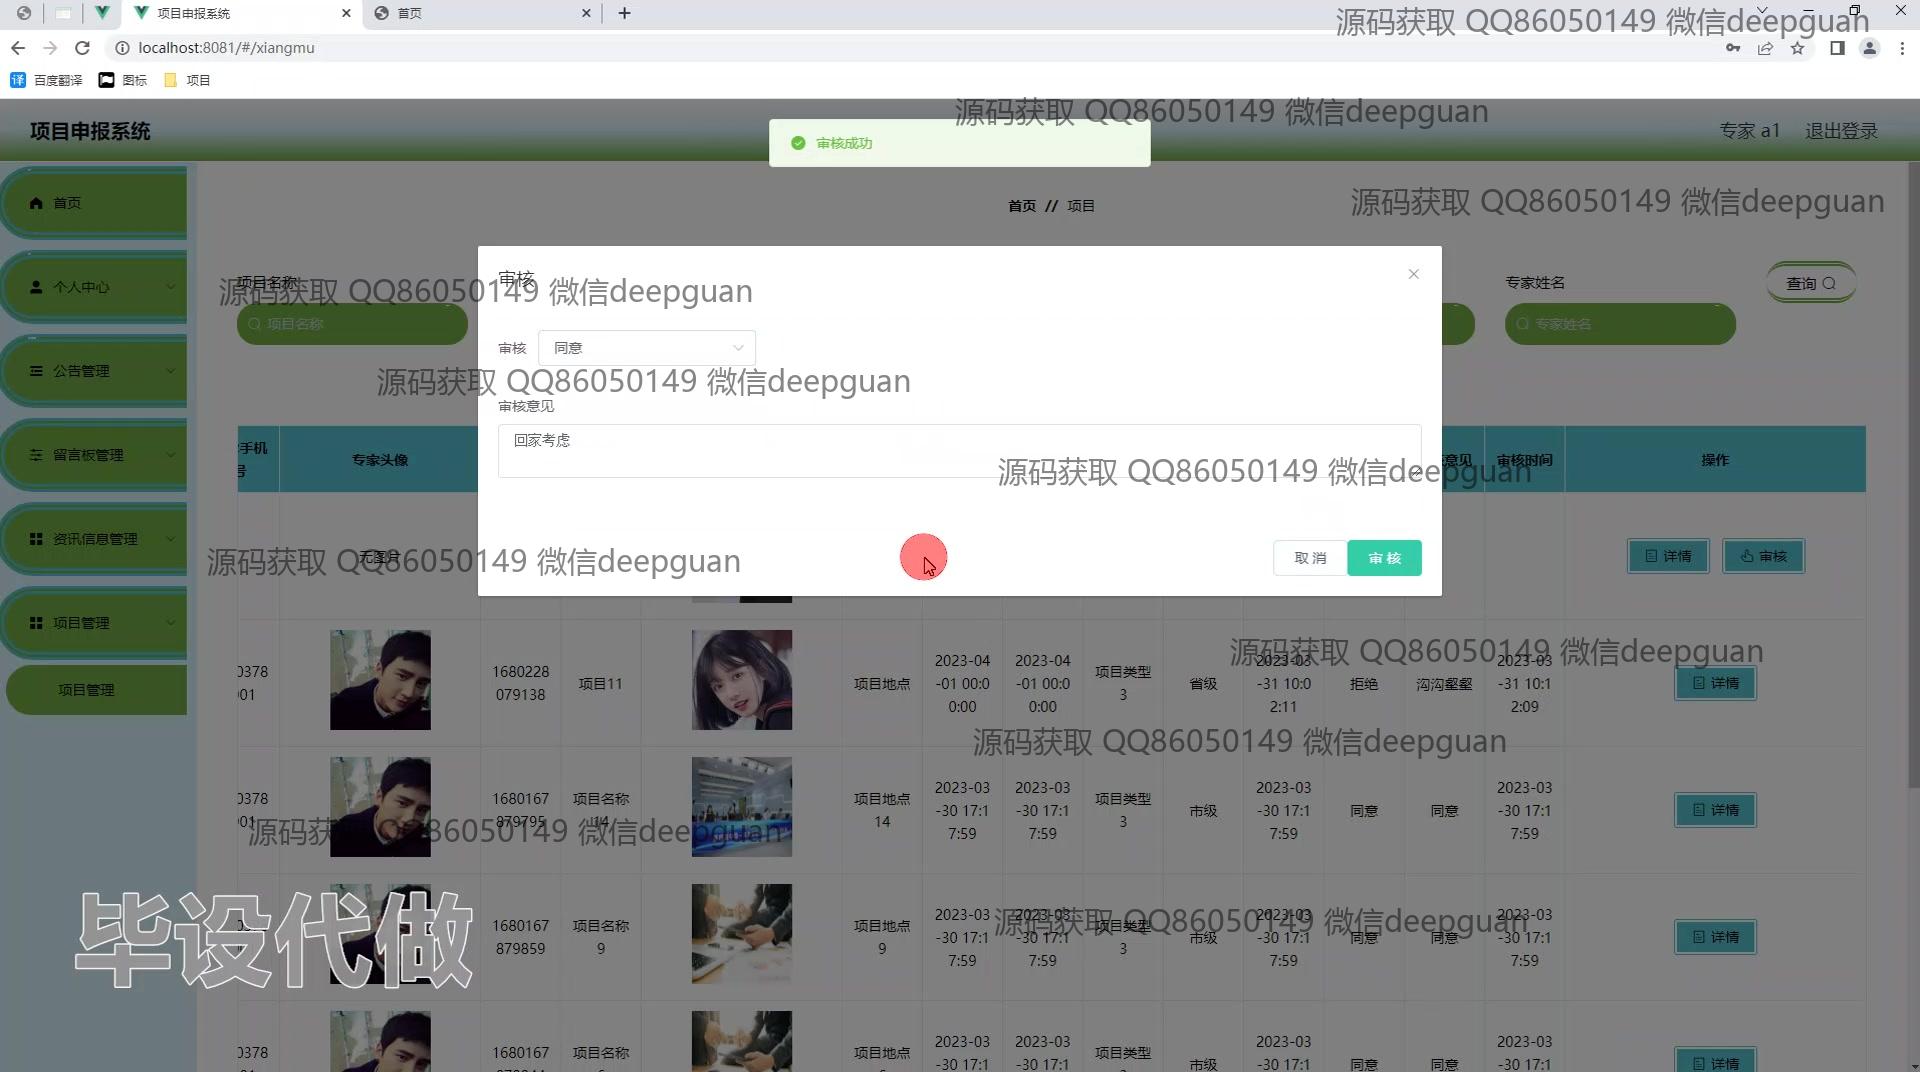 项目申报系统
首页
源码获取 QQ86050149 微信deepguan
localhost:8081/#/xiangmu
百度翻译
图标
项目
源码获取 QQ86050149 微信deepguan
项目申报系统
审核成功
专家 a1
退出登录
首页 // 项目
源码获取 QQ86050149 微信deepguan
首页
个人中心
公告管理
留言板管理
资讯信息管理
项目管理
项目管理
项目名称
源码获取 QQ86050149 微信deepguan
项目名称
专家姓名
专家姓名
查询
审核
审核
同意
源码获取 QQ86050149 微信deepguan
审核意见
回家考虑
源码获取 QQ86050149 微信deepguan
取消
审核
手机
号
专家头像
意见
审核时间
操作
无图片
源码获取 QQ86050149 微信deepguan
详情
审核
源码获取 QQ86050149 微信deepguan
0378
001
1680228
079138
项目11
项目地点
2023-04
-01 00:0
0:00
2023-04
-01 00:0
0:00
项目类型
3
省级
2023-03
-31 10:0
2:11
拒绝
沟沟壑壑
2023-03
-31 10:1
2:09
详情
源码获取 QQ86050149 微信deepguan
0378
001
1680167
879795
项目名称
14
项目地点
14
2023-03
-30 17:1
7:59
2023-03
-30 17:1
7:59
项目类型
3
市级
2023-03
-30 17:1
7:59
同意
同意
2023-03
-30 17:1
7:59
详情
源码获取 QQ86050149 微信deepguan
1680167
879859
项目名称
9
项目地点
9
2023-03
-30 17:1
7:59
2023-03
-30 17:1
7:59
项目类型
3
市级
2023-03
-30 17:1
7:59
同意
同意
2023-03
-30 17:1
7:59
详情
源码获取 QQ86050149 微信deepguan
毕设代做
0378
1680167
项目名称
项目地点
2023-03
-30 17:1
2023-03
-30 17:1
项目类型
市级
2023-03
-30 17:1
同意
同意
2023-03
-30 17:1
详情